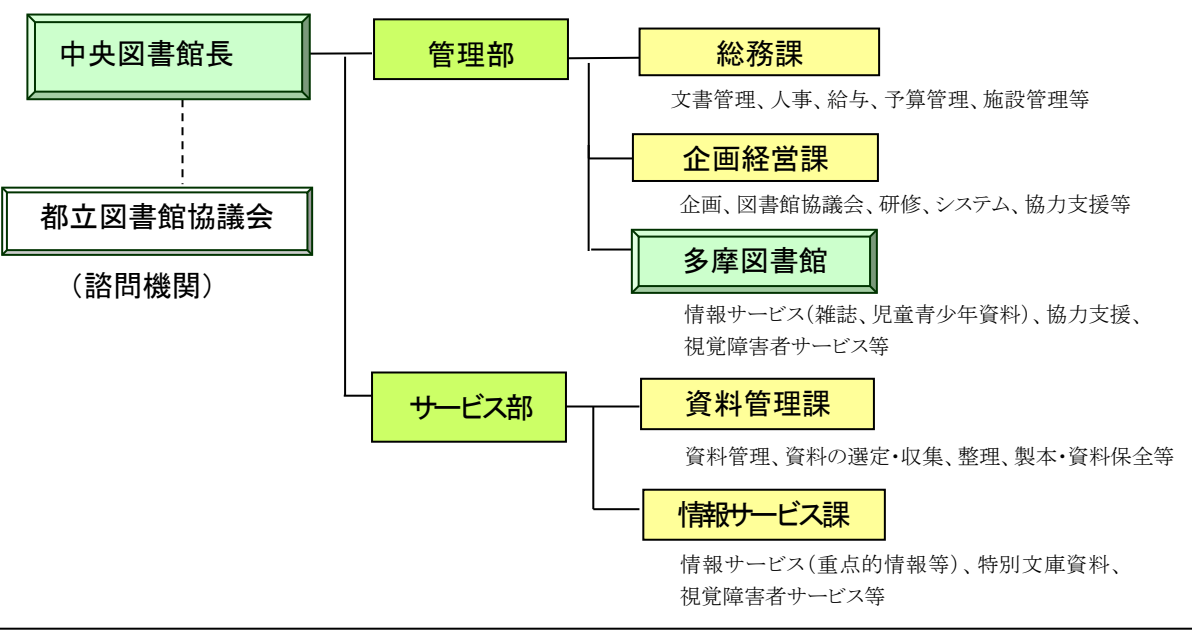 中央図書館長
都立図書館協議会
（諮問機関）
管理部
総務課
文書管理、人事、給与、予算管理、施設管理等
企画経営課
企画、図書館協議会、研修、システム、協力支援等
多摩図書館
情報サービス（雑誌、児童青少年資料）、協力支援、
視覚障害者サービス等
サービス部
資料管理課
資料管理、資料の選定・収集、整理、製本・資料保全等
情報サービス課
情報サービス（重点的情報等）、特別文庫資料、
視覚障害者サービス等